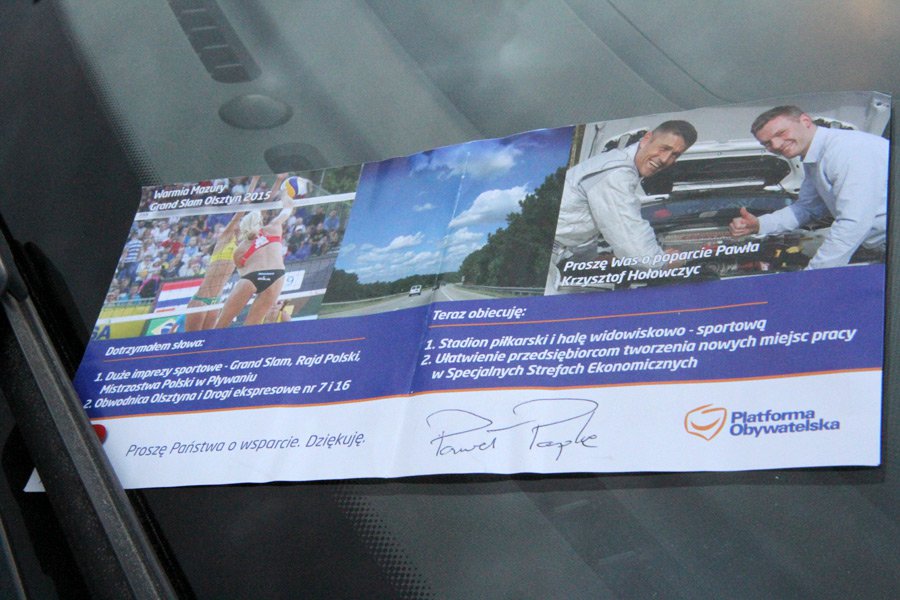 Warmia Mazury
Grand Slam Olsztyn 2015
Proszę Was o poparcie Pawła
Krzysztof Hołowczyc
Dotrzymałem słowa:
1. Duże imprezy sportowe - Grand Slam, Rajd Polski,
Mistrzostwa Polski w Pływaniu
2. Obwodnica Olsztyna i Drogi ekspresowe nr 7 i 16
Teraz obiecuję:
1. Stadion piłkarski i halę widowiskowo - sportową
2. Ułatwienie przedsiębiorcom tworzenia nowych miejsc pracy
w Specjalnych Strefach Ekonomicznych
Proszę Państwa o wsparcie. Dziękuję.
Paweł Papke
Platforma
Obywatelska
9